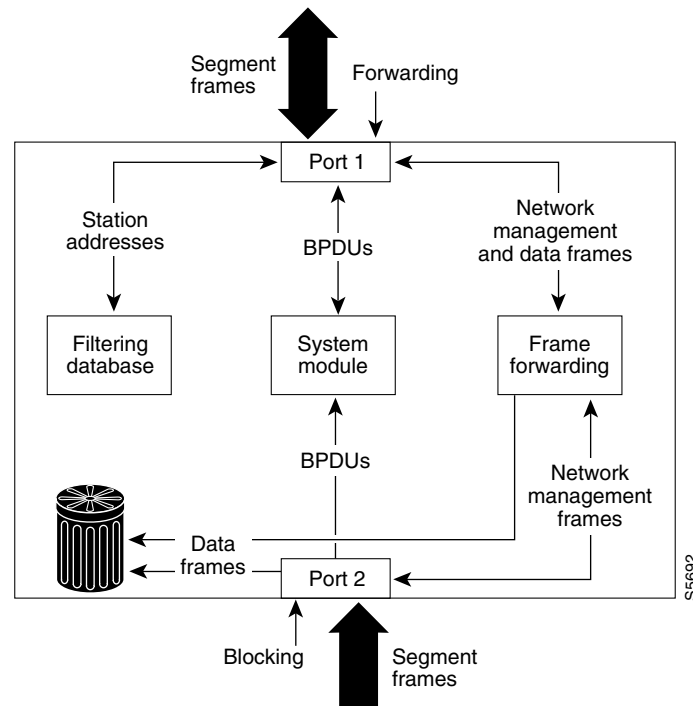 Segment
frames
Forwarding
Port 1
Station
addresses
BPDUs
Network
management
and data frames
Filtering
database
System
module
Frame
forwarding
BPDUs
Network
management
frames
Data
frames
Port 2
Blocking
Segment
frames
S5692